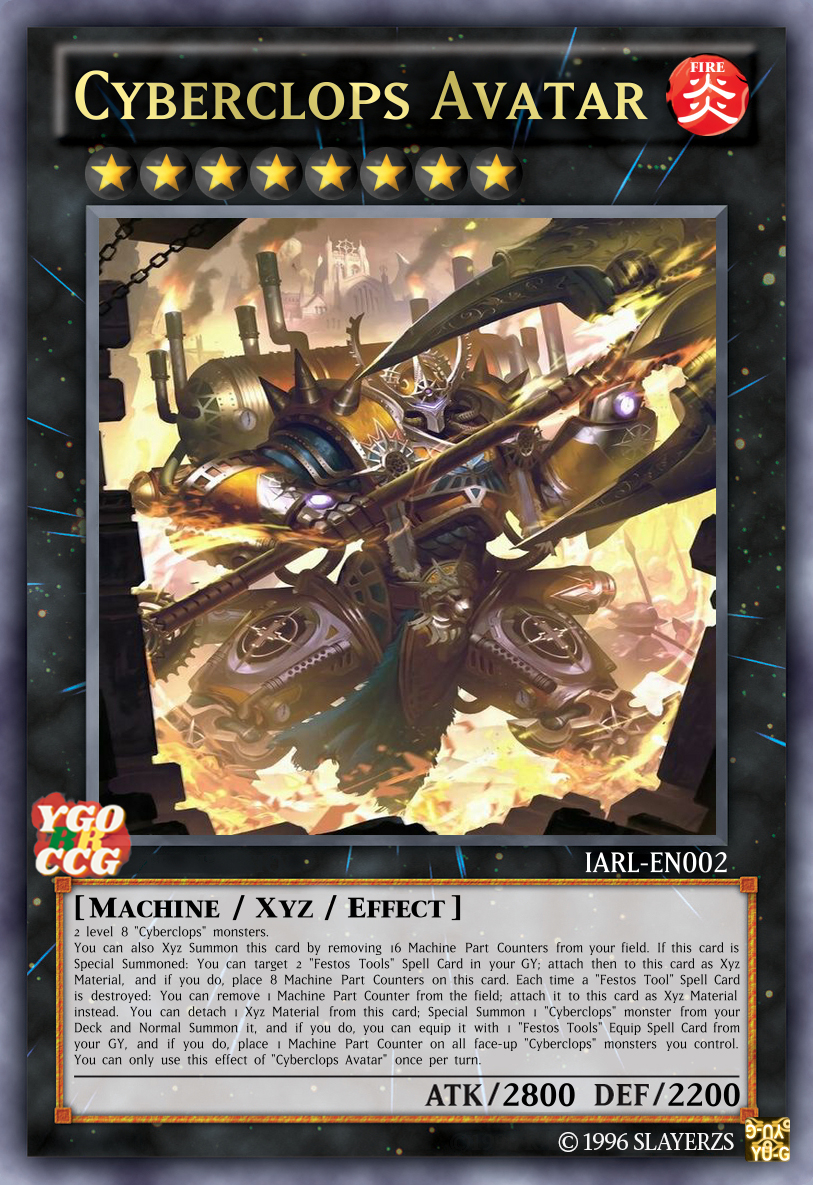 CYBERCLOPS AVATAR
FIRE
炎
YGO
BR
CCG
IARL-EN002
[ MACHINE / XYZ / EFFECT ]
2 level 8 "Cyberclops" monsters.
You can also Xyz Summon this card by removing 16 Machine Part Counters from your field. If this card is
Special Summoned: You can target 2 "Festos Tools" Spell Card in your GY; attach then to this card as Xyz
Material, and if you do, place 8 Machine Part Counters on this card. Each time a "Festos Tool" Spell Card
is destroyed: You can remove 1 Machine Part Counter from the field; attach it to this card as Xyz Material
instead. You can detach 1 Xyz Material from this card; Special Summon 1 "Cyberclops" monster from your
Deck and Normal Summon it, and if you do, you can equip it with 1 "Festos Tools" Equip Spell Card from
your GY, and if you do, place 1 Machine Part Counter on all face-up "Cyberclops" monsters you control.
You can only use this effect of "Cyberclops Avatar" once per turn.
ATK/2800 DEF/2200
© 1996 SLAYERZS
YU-G
YU-G